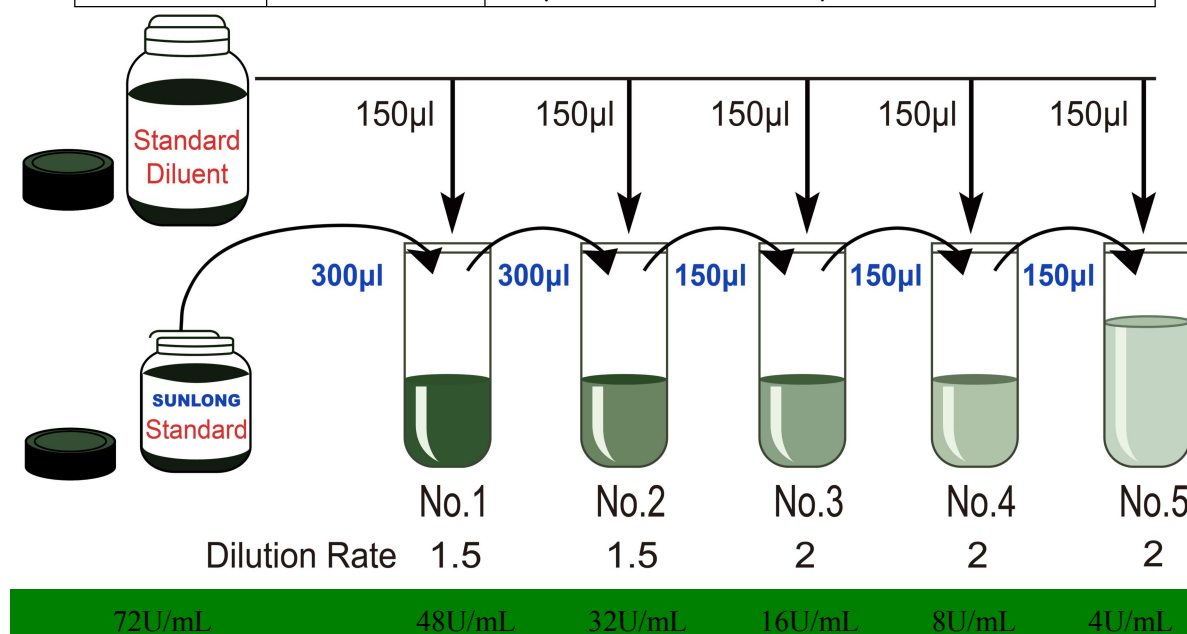 150µl 150µl 150µl 150µl 150µl
Standard
Diluent
300µl 300µl 150µl 150µl 150µl
SUNLONG
Standard
No.1 No.2 No.3 No.4 No.5
Dilution Rate 1.5 1.5 2 2 2
72U/mL 48U/mL 32U/mL 16U/mL 8U/mL 4U/mL